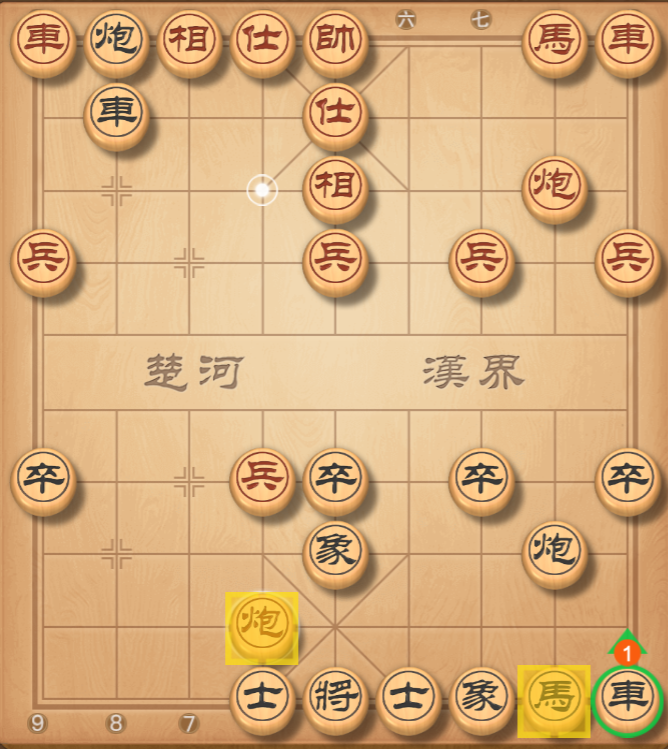 六 七
車 炮 相 仕 帥 馬 車
車 仕
相 炮
兵 兵 兵 兵
楚河 漢界
卒 兵 卒 卒 卒
象 炮
炮
1
士 將 士 象 馬 車
9 8 7